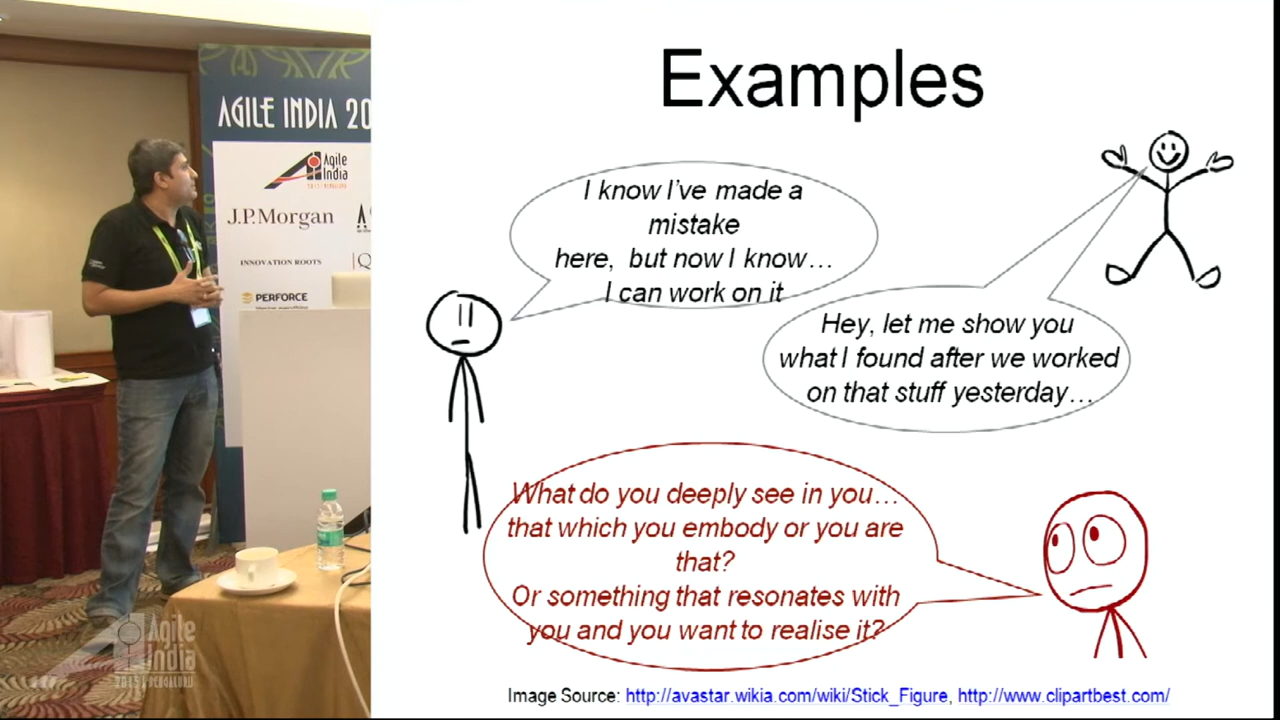 AGILE INDIA 20
Agile
India
J.P.Morgan
INNOVATION ROOTS
PERFORCE
Examples
I know I've made a
mistake
here, but now I know…
I can work on it
Hey, let me show you
what I found after we worked
on that stuff yesterday…
What do you deeply see in you…
that which you embody or you are
that?
Or something that resonates with
you and you want to realise it?
Image Source: http://avastar.wikia.com/wiki/Stick_Figure, http://www.clipartbest.com/
Agile
India
2015 | BENGALURU